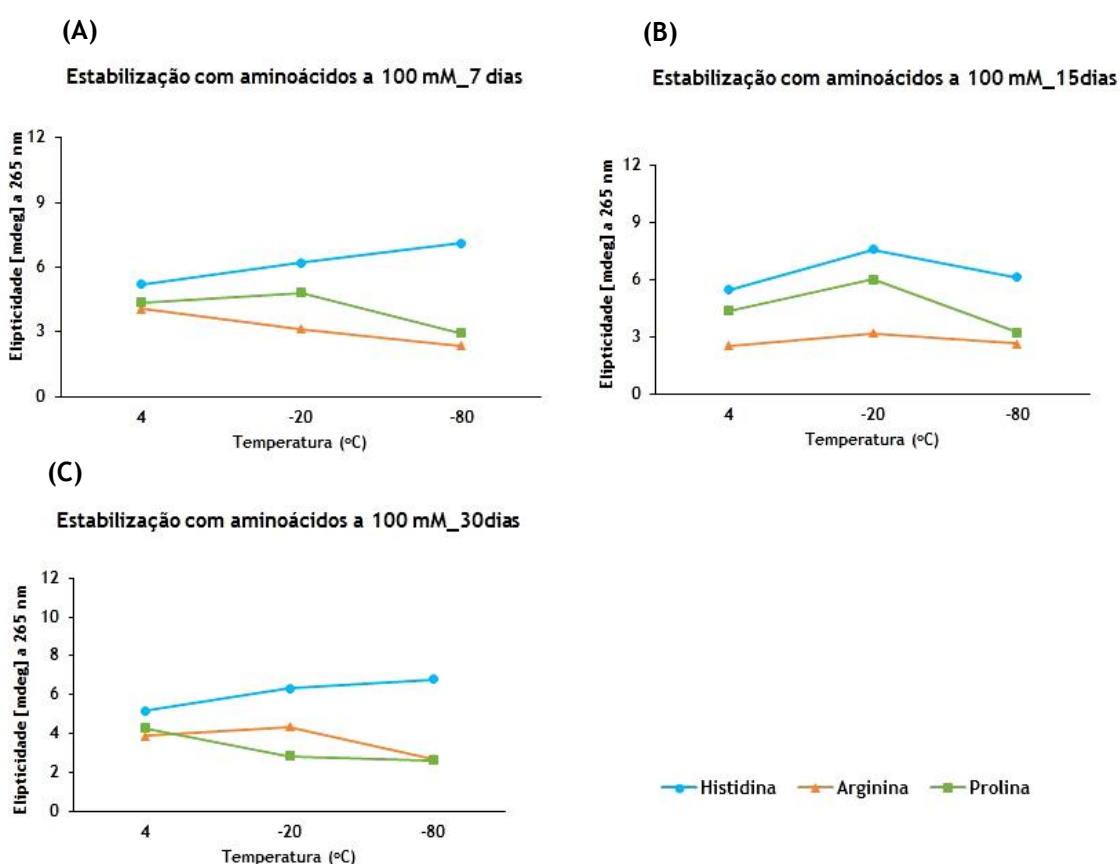 (A)
Estabilização com aminoácidos a 100 mM_7 dias
Elipticidade [mdeg] a 265 nm
12
9
6
3
0
4 -20 -80
Temperatura (ºC)
(B)
Estabilização com aminoácidos a 100 mM_15dias
Elipticidade [mdeg] a 265 nm
12
9
6
3
0
4 -20 -80
Temperatura (ºC)
(C)
Estabilização com aminoácidos a 100 mM_30dias
Elipticidade [mdeg] a 265 nm
12
10
8
6
4
2
0
4 -20 -80
Temperatura (ºC)
Histidina Arginina Prolina